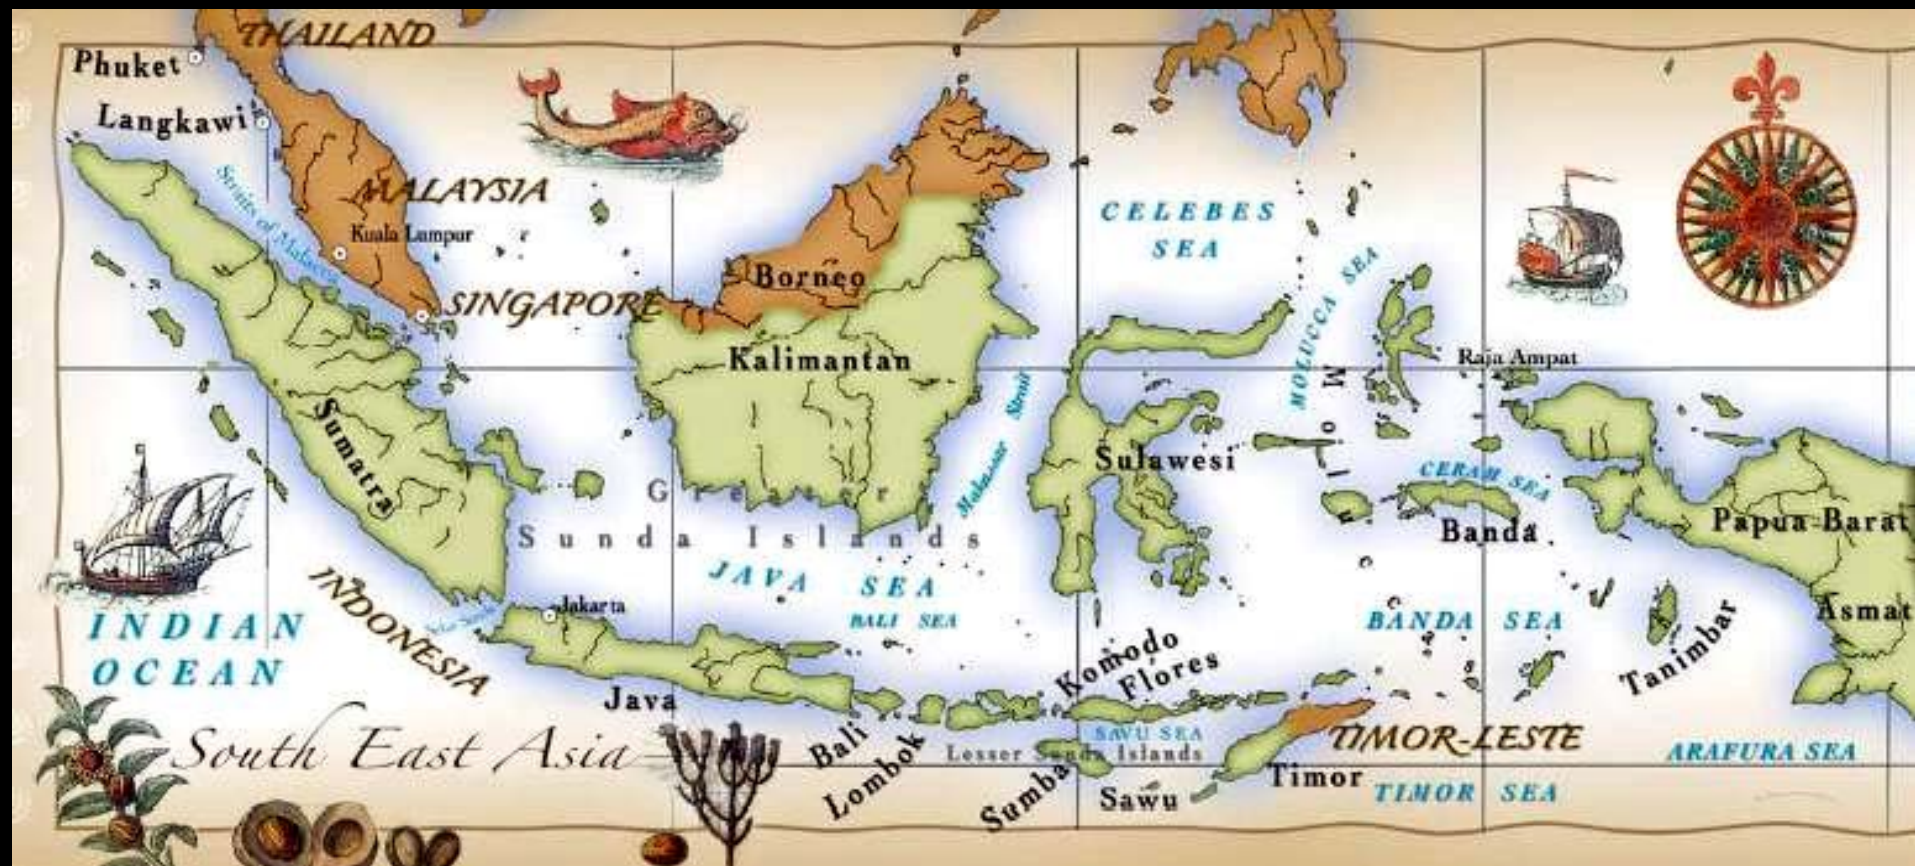 THAILAND
Phuket
Langkawi
Straits of Malacca
MALAYSIA
Kuala Lumpur
SINGAPORE
Borneo
Kalimantan
CELEBES
SEA
MOLUCCA SEA
Moluccas
Raja Ampat
Makassar Strait
Sumatra
Sulawesi
CERAM SEA
Banda
Papua Barat
Greater
Sunda Islands
JAVA SEA
BALI SEA
BANDA SEA
Asmat
Tanimbar
INDIAN
OCEAN
INDONESIA
Jakarta
Java
Komodo
Flores
South East Asia
Bali
Lombok
SAVU SEA
Lesser Sunda Islands
Sumba
Sawu
Timor
TIMOR-LESTE
TIMOR SEA
ARAFURA SEA